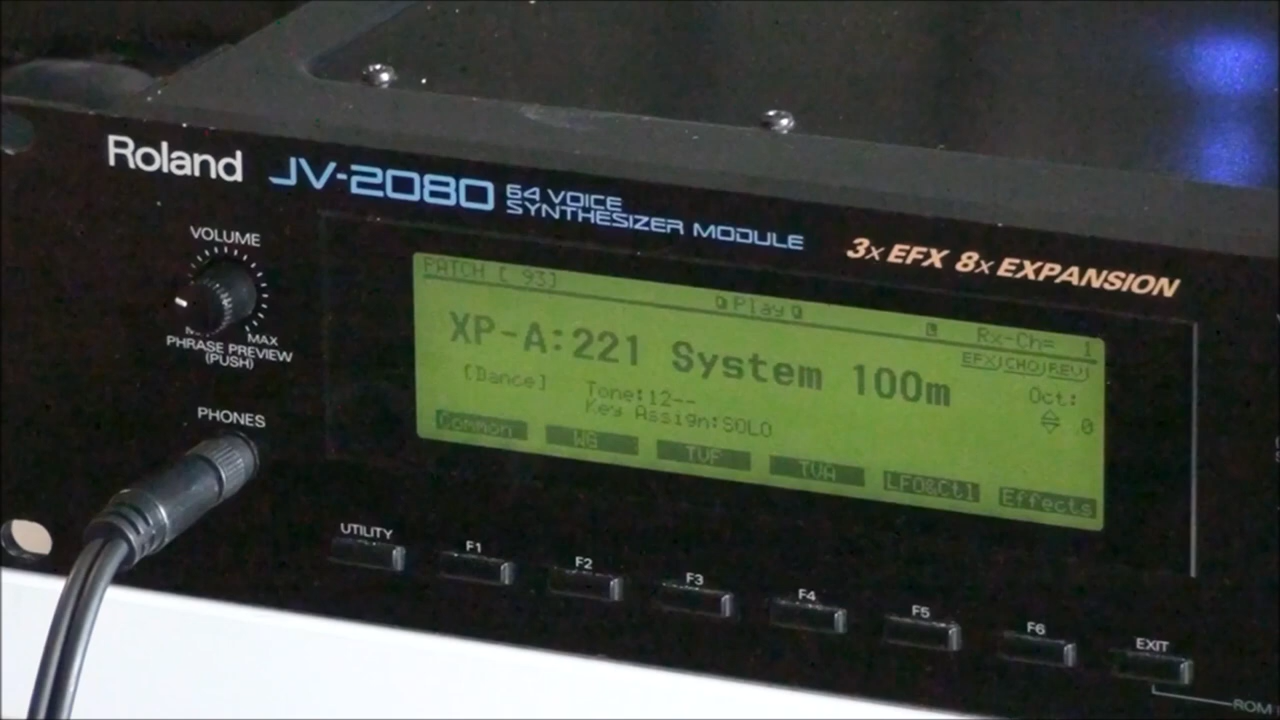 Roland JV-2080 64 VOICE
SYNTHESIZER MODULE
3x EFX 8x EXPANSION
VOLUME
MAX
PHRASE PREVIEW
(PUSH)
PHONES
PATCH [ 93]
Play
Rx-Ch= 1
XP-A:221 System 100m
EFX|CHO|REV|
[Dance]
Tone:12--
Key Assign:SOLO
Oct:
0
Common WG TVF TVA LFO&Ctl Effects
UTILITY F1 F2 F3 F4 F5 F6 EXIT
ROM